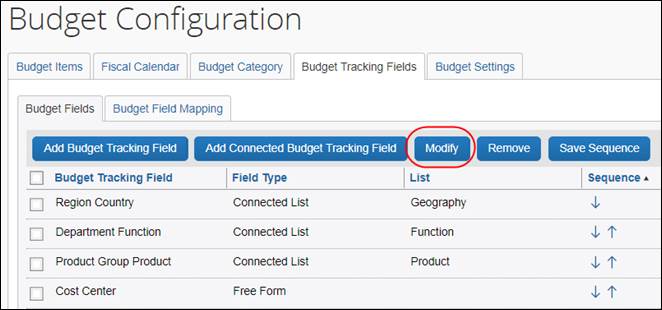 Budget Configuration
Budget Items Fiscal Calendar Budget Category Budget Tracking Fields Budget Settings
Budget Fields Budget Field Mapping
Add Budget Tracking Field Add Connected Budget Tracking Field Modify Remove Save Sequence
Budget Tracking Field Field Type List Sequence
Region Country Connected List Geography
Department Function Connected List Function
Product Group Product Connected List Product
Cost Center Free Form